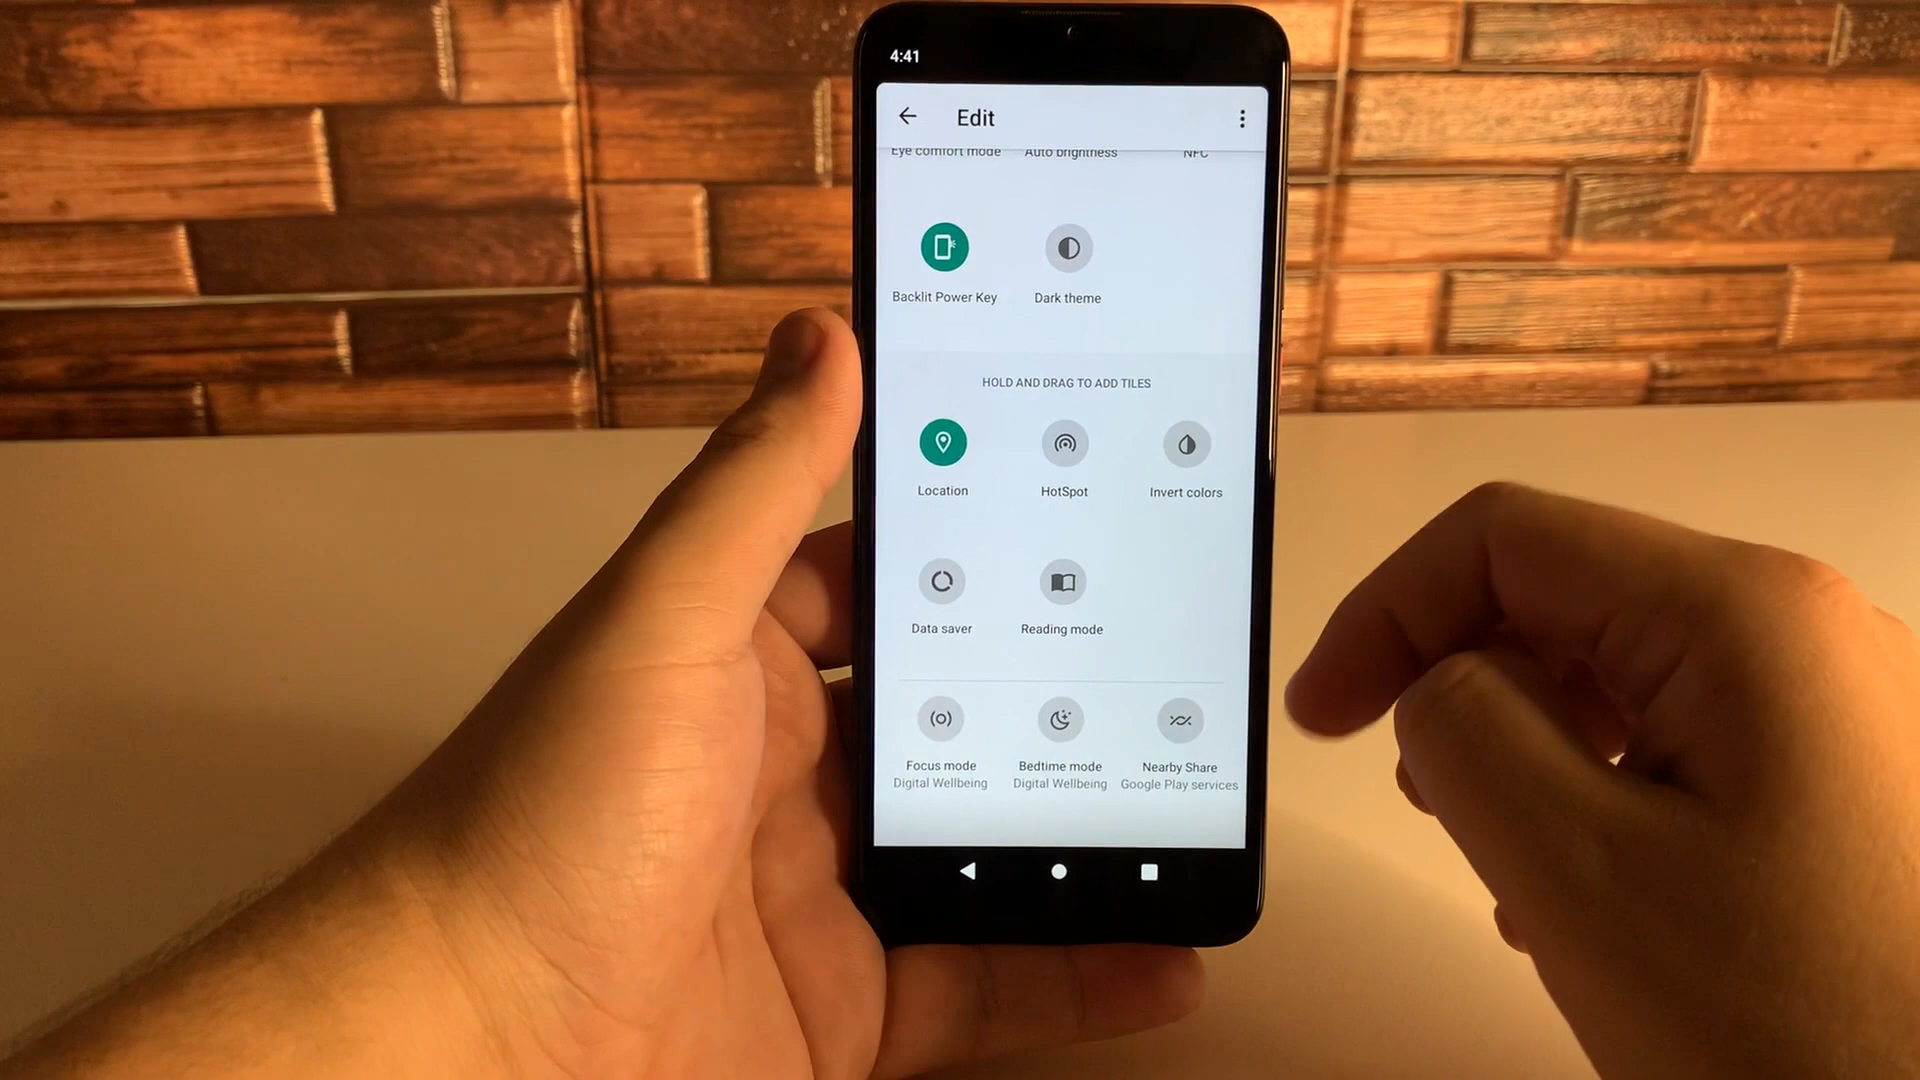 4:41
Edit
Eye comfort mode Auto brightness NFC
Backlit Power Key Dark theme
HOLD AND DRAG TO ADD TILES
Location HotSpot Invert colors
Data saver Reading mode
Focus mode Bedtime mode Nearby Share
Digital Wellbeing Digital Wellbeing Google Play services